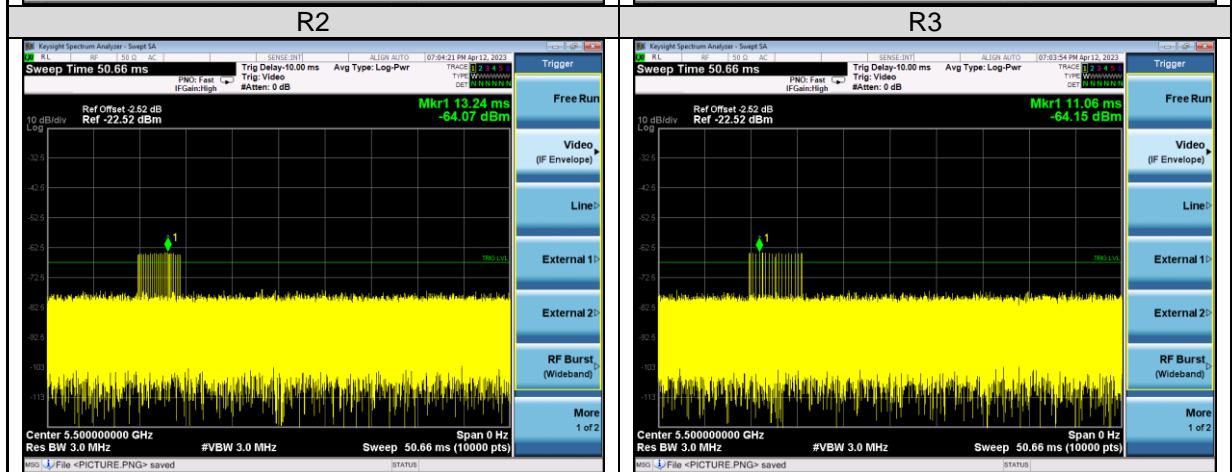 R2
Keysight Spectrum Analyzer - Swept SA
RL RF 50 Ω AC SENSE:INT ALIGN AUTO 07:04:21 PM Apr 12, 2023
Sweep Time 50.66 ms
PNO: Fast
IFGain:High
Trig Delay-10.00 ms
Trig: Video
#Atten: 0 dB
Avg Type: Log-Pwr
TRACE 1 2 3 4 5
TYPE
DET N N N N N
Mkr1 13.24 ms
-64.07 dBm
Ref Offset -2.52 dB
Ref -22.52 dBm
10 dB/div
Log
-32.5
-42.5
-52.5
-62.5
-72.5
-82.5
-92.5
-103
-113
1
TRIG LVL
Center 5.500000000 GHz
Res BW 3.0 MHz
#VBW 3.0 MHz
Span 0 Hz
Sweep 50.66 ms (10000 pts)
MSG File <PICTURE.PNG> saved
STATUS
Trigger
Free Run
Video
(IF Envelope)
Line
External 1
External 2
RF Burst
(Wideband)
More
1 of 2
R3
Keysight Spectrum Analyzer - Swept SA
RL RF 50 Ω AC SENSE:INT ALIGN AUTO 07:03:54 PM Apr 12, 2023
Sweep Time 50.66 ms
PNO: Fast
IFGain:High
Trig Delay-10.00 ms
Trig: Video
#Atten: 0 dB
Avg Type: Log-Pwr
TRACE 1 2 3 4 5
TYPE
DET N N N N N
Mkr1 11.06 ms
-64.15 dBm
Ref Offset -2.52 dB
Ref -22.52 dBm
10 dB/div
Log
-32.5
-42.5
-52.5
-62.5
-72.5
-82.5
-92.5
-103
-113
1
TRIG LVL
Center 5.500000000 GHz
Res BW 3.0 MHz
#VBW 3.0 MHz
Span 0 Hz
Sweep 50.66 ms (10000 pts)
MSG File <PICTURE.PNG> saved
STATUS
Trigger
Free Run
Video
(IF Envelope)
Line
External 1
External 2
RF Burst
(Wideband)
More
1 of 2